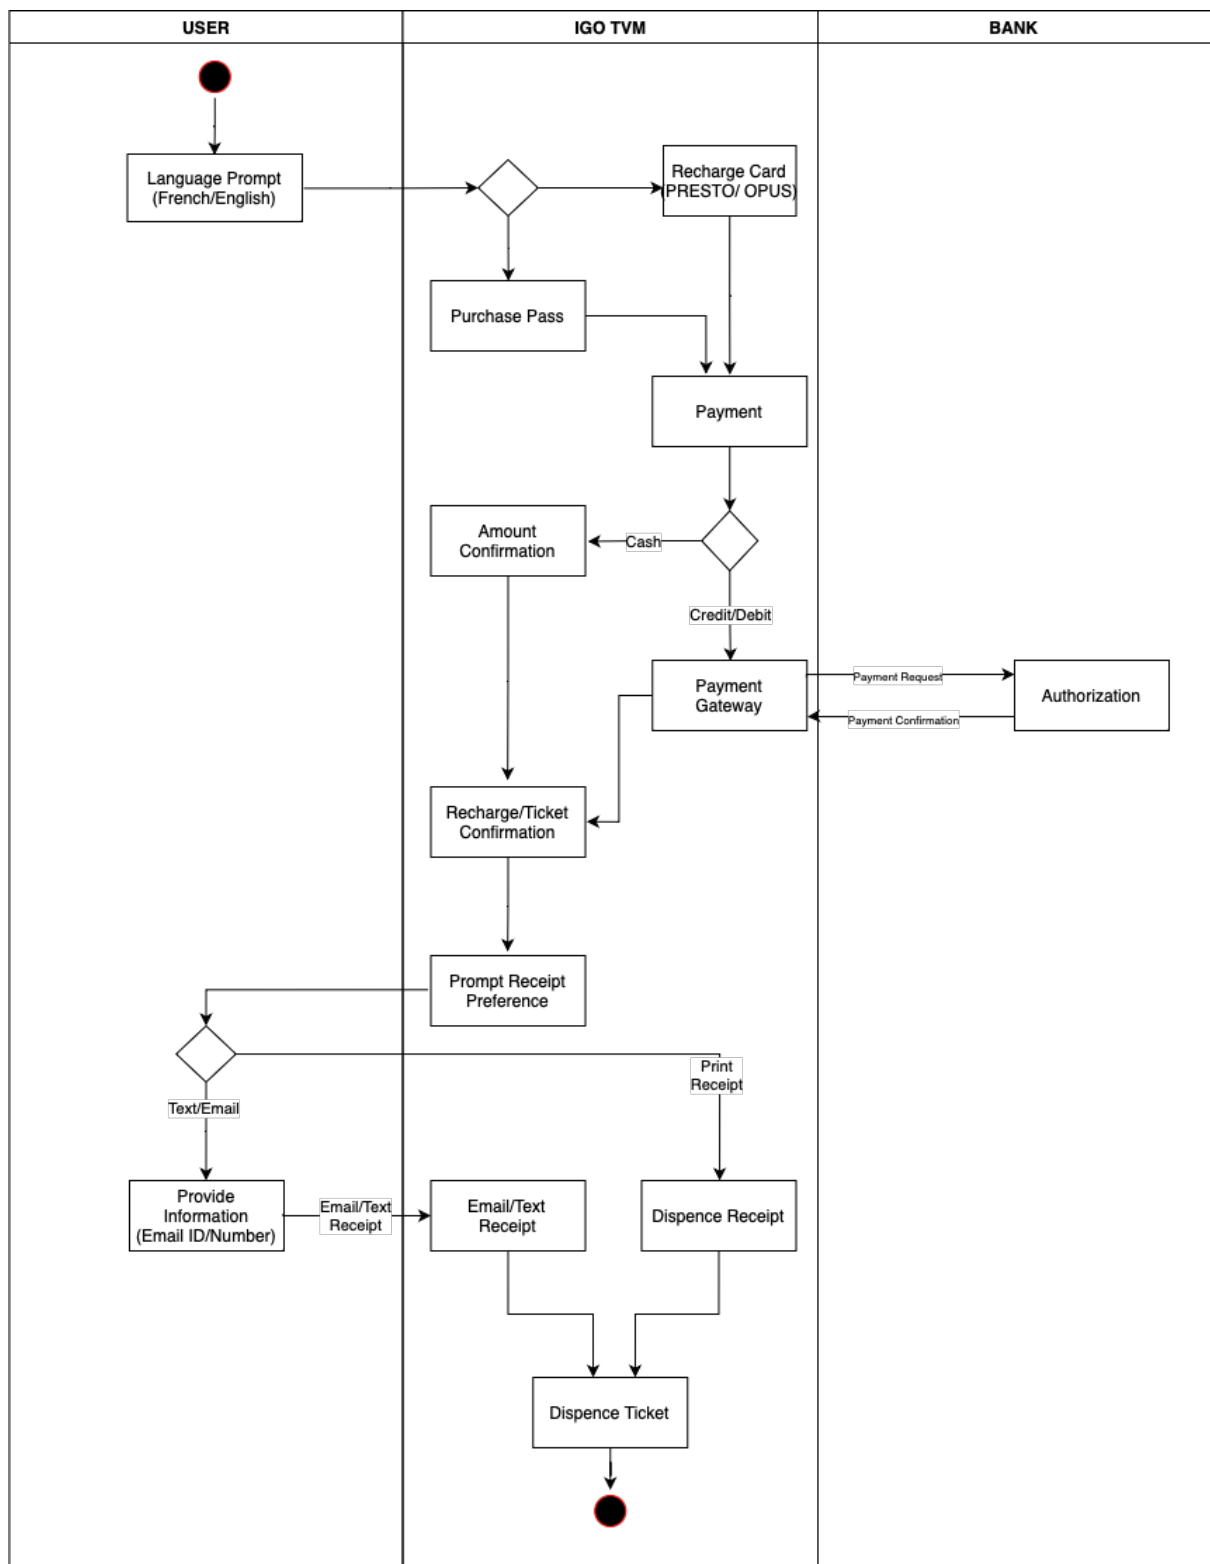 USER
IGO TVM
BANK
Language Prompt
(French/English)
Recharge Card
(PRESTO/ OPUS)
Purchase Pass
Payment
Amount
Confirmation
Cash
Credit/Debit
Payment
Gateway
Payment Request
Payment Confirmation
Authorization
Recharge/Ticket
Confirmation
Prompt Receipt
Preference
Print
Receipt
Text/Email
Provide
Information
(Email ID/Number)
Email/Text
Receipt
Email/Text
Receipt
Dispence Receipt
Dispence Ticket